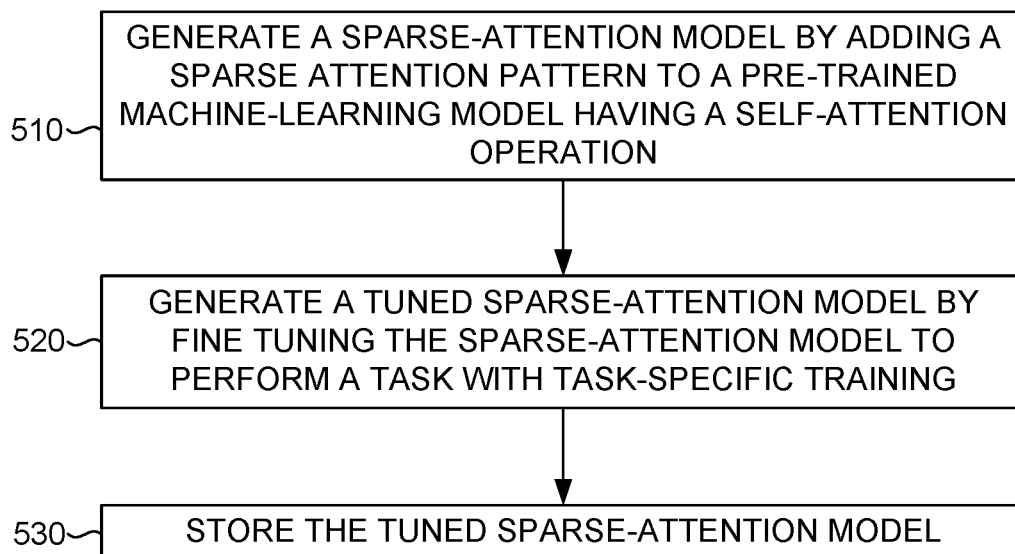 GENERATE A SPARSE-ATTENTION MODEL BY ADDING A
SPARSE ATTENTION PATTERN TO A PRE-TRAINED
MACHINE-LEARNING MODEL HAVING A SELF-ATTENTION
OPERATION
510
GENERATE A TUNED SPARSE-ATTENTION MODEL BY
FINE TUNING THE SPARSE-ATTENTION MODEL TO
PERFORM A TASK WITH TASK-SPECIFIC TRAINING
520
STORE THE TUNED SPARSE-ATTENTION MODEL
530